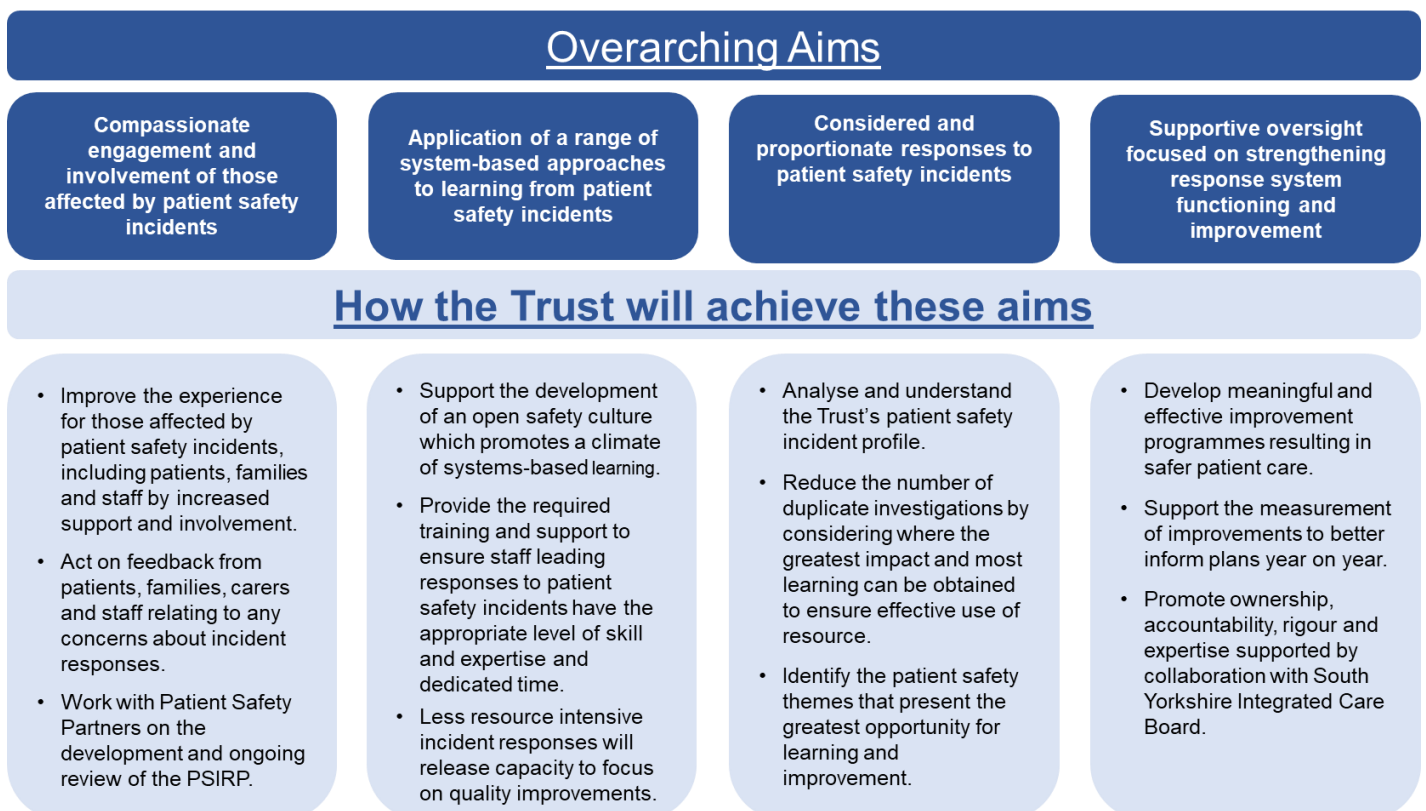 Overarching Aims
Compassionate
engagement and
involvement of those
affected by patient safety
incidents
Application of a range of
system-based approaches
to learning from patient
safety incidents
Considered and
proportionate responses to
patient safety incidents
Supportive oversight
focused on strengthening
response system
functioning and
improvement
How the Trust will achieve these aims
• Improve the experience
for those affected by
patient safety incidents,
including patients, families
and staff by increased
support and involvement.
• Act on feedback from
patients, families, carers
and staff relating to any
concerns about incident
responses.
• Work with Patient Safety
Partners on the
development and ongoing
review of the PSIRP.
• Support the development
of an open safety culture
which promotes a climate
of systems-based learning.
• Provide the required
training and support to
ensure staff leading
responses to patient
safety incidents have the
appropriate level of skill
and expertise and
dedicated time.
• Less resource intensive
incident responses will
release capacity to focus
on quality improvements.
• Analyse and understand
the Trust's patient safety
incident profile.
• Reduce the number of
duplicate investigations by
considering where the
greatest impact and most
learning can be obtained
to ensure effective use of
resource.
• Identify the patient safety
themes that present the
greatest opportunity for
learning and
improvement.
• Develop meaningful and
effective improvement
programmes resulting in
safer patient care.
• Support the measurement
of improvements to better
inform plans year on year.
• Promote ownership,
accountability, rigour and
expertise supported by
collaboration with South
Yorkshire Integrated Care
Board.